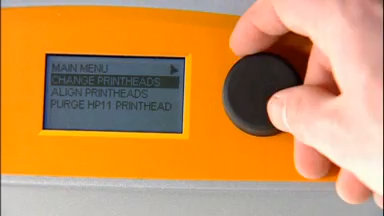 MAIN MENU
CHANGE PRINTHEADS
ALIGN PRINTHEADS
PURGE HP11 PRINTHEAD